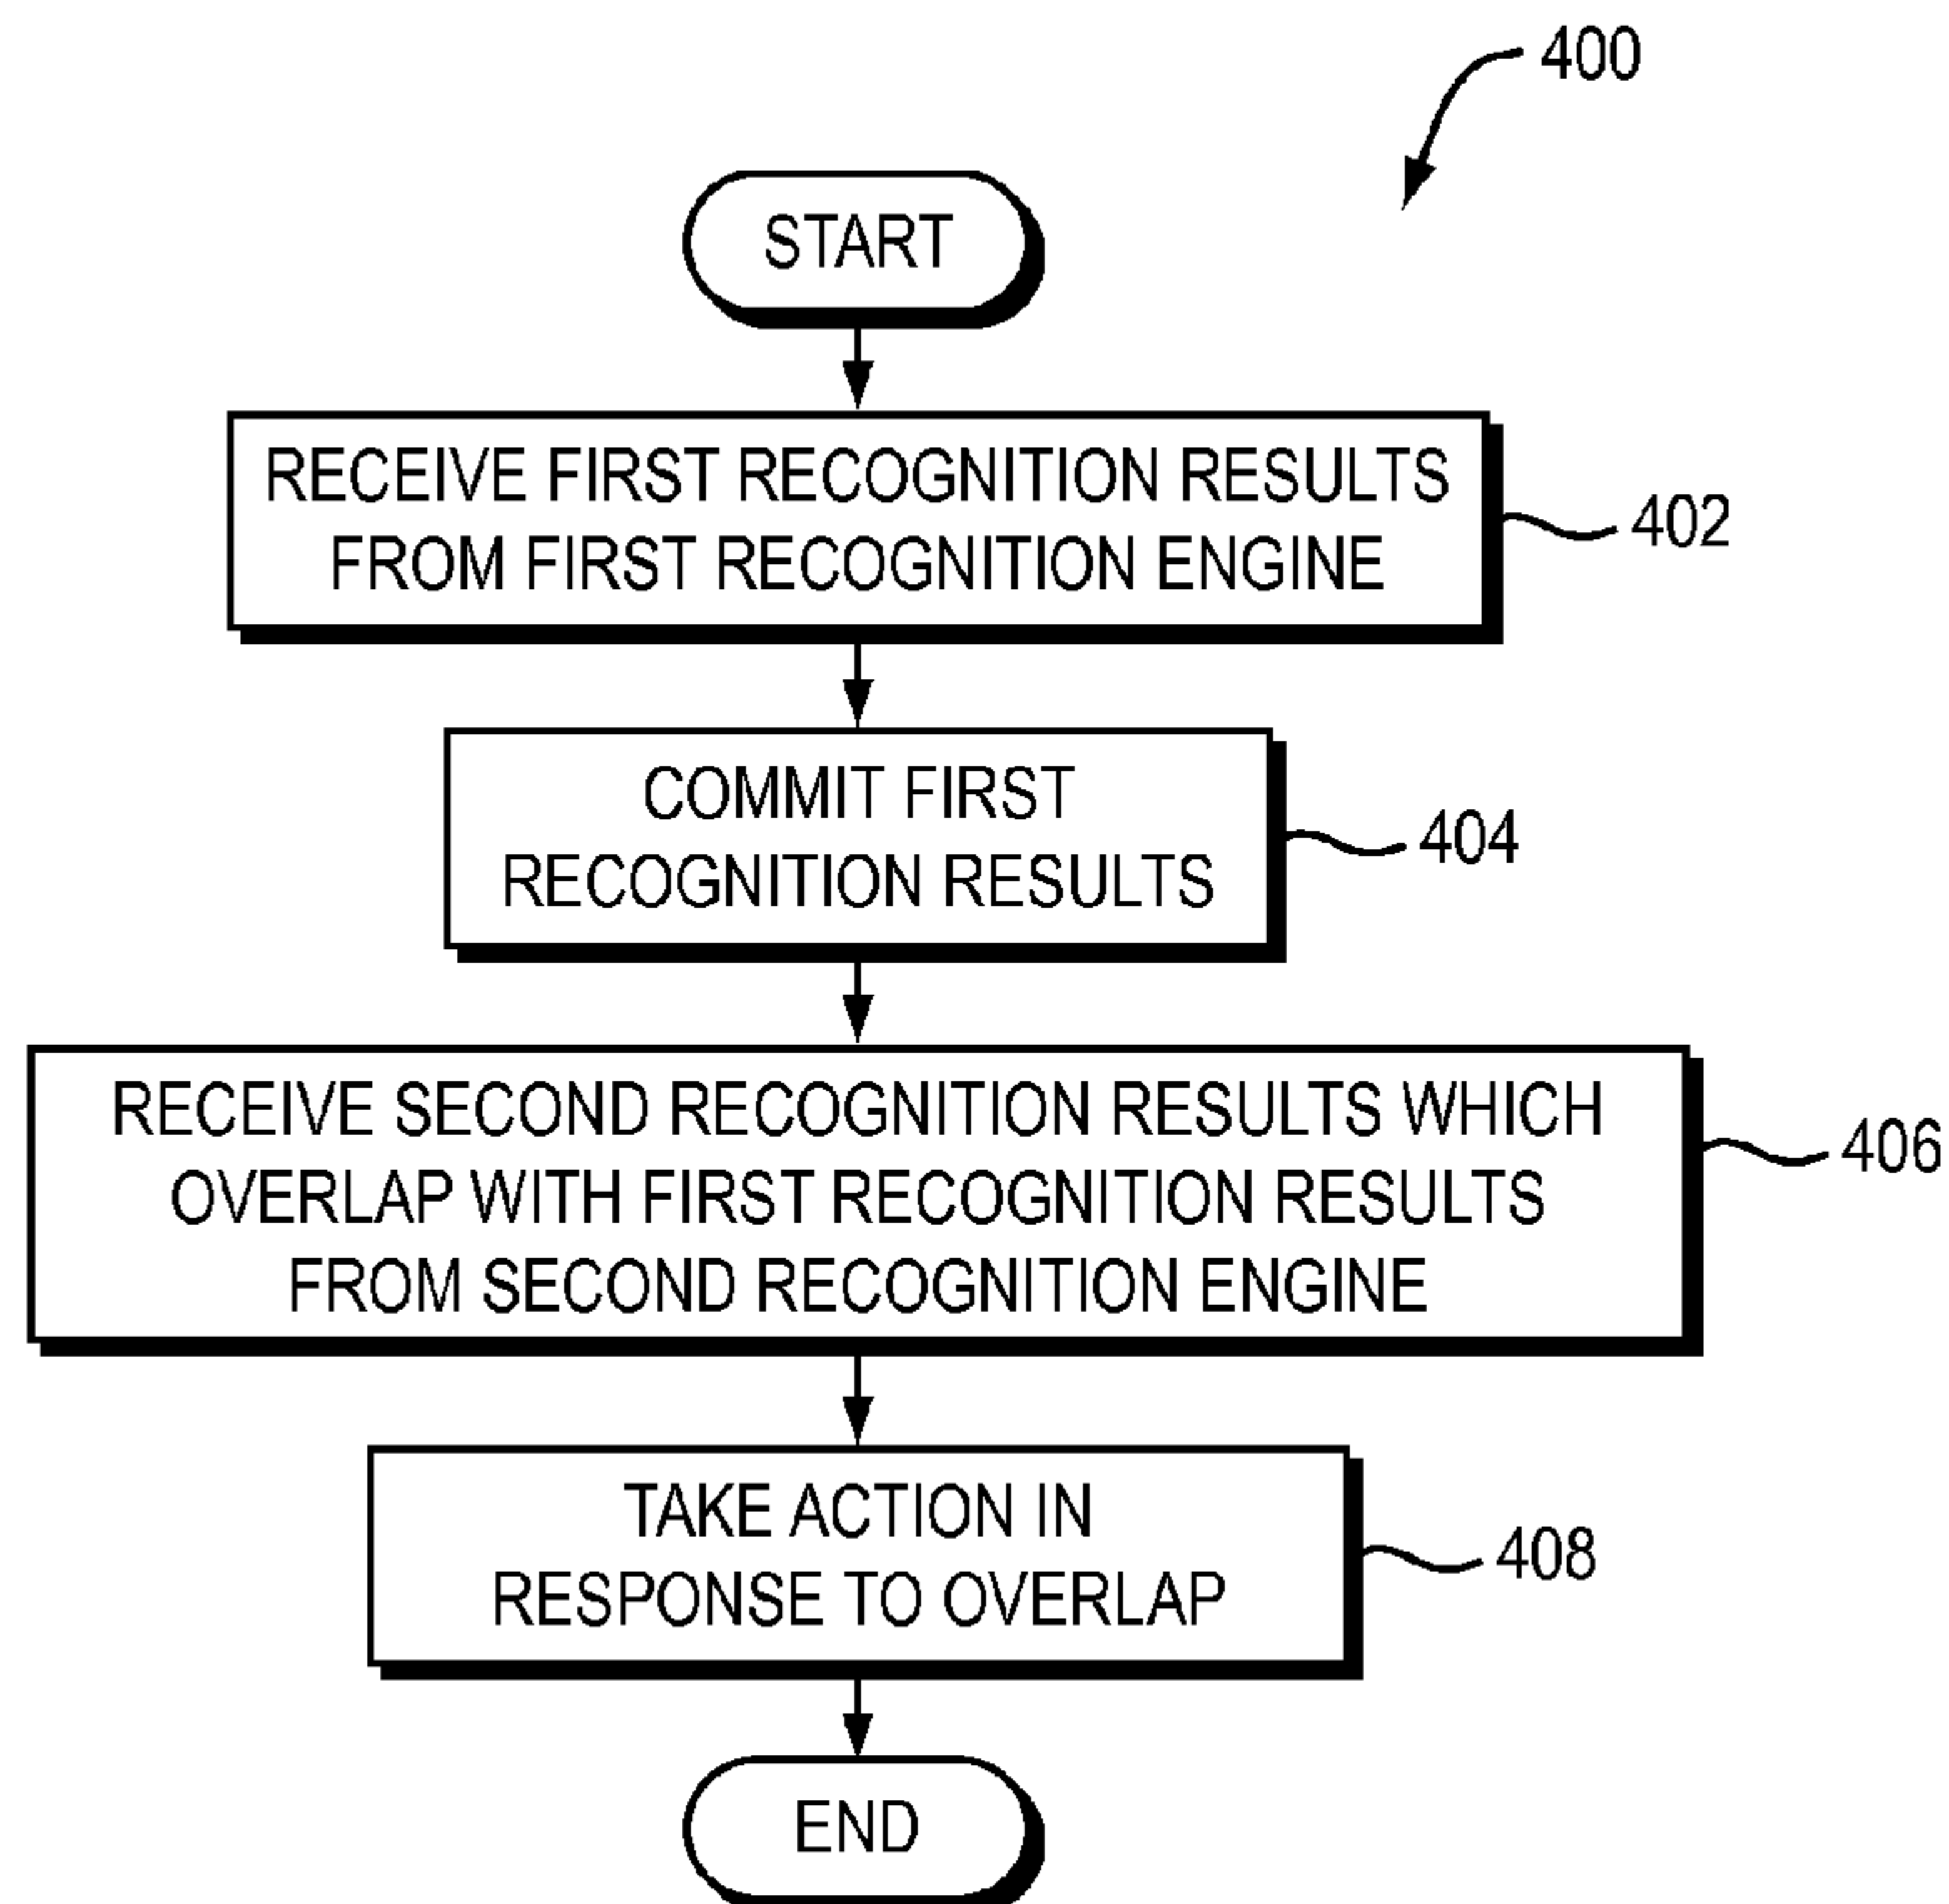 400
START
RECEIVE FIRST RECOGNITION RESULTS
FROM FIRST RECOGNITION ENGINE
402
COMMIT FIRST
RECOGNITION RESULTS
404
RECEIVE SECOND RECOGNITION RESULTS WHICH
OVERLAP WITH FIRST RECOGNITION RESULTS
FROM SECOND RECOGNITION ENGINE
406
TAKE ACTION IN
RESPONSE TO OVERLAP
408
END